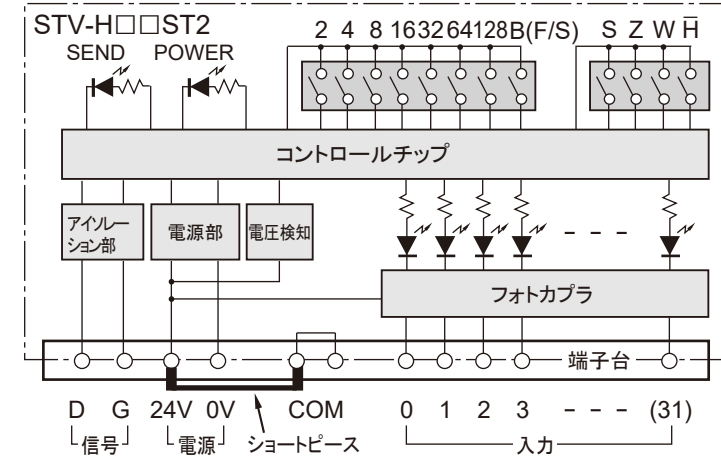 STV-H□□ST2
SEND POWER
2 4 8 16 32 64 128 B(F/S) S Z W H̅
コントロールチップ
アイソレー
ション部
電源部
電圧検知
フォトカプラ
端子台
D G 24V 0V COM 0 1 2 3 - - - (31)
信号 電源 ショートピース 入力